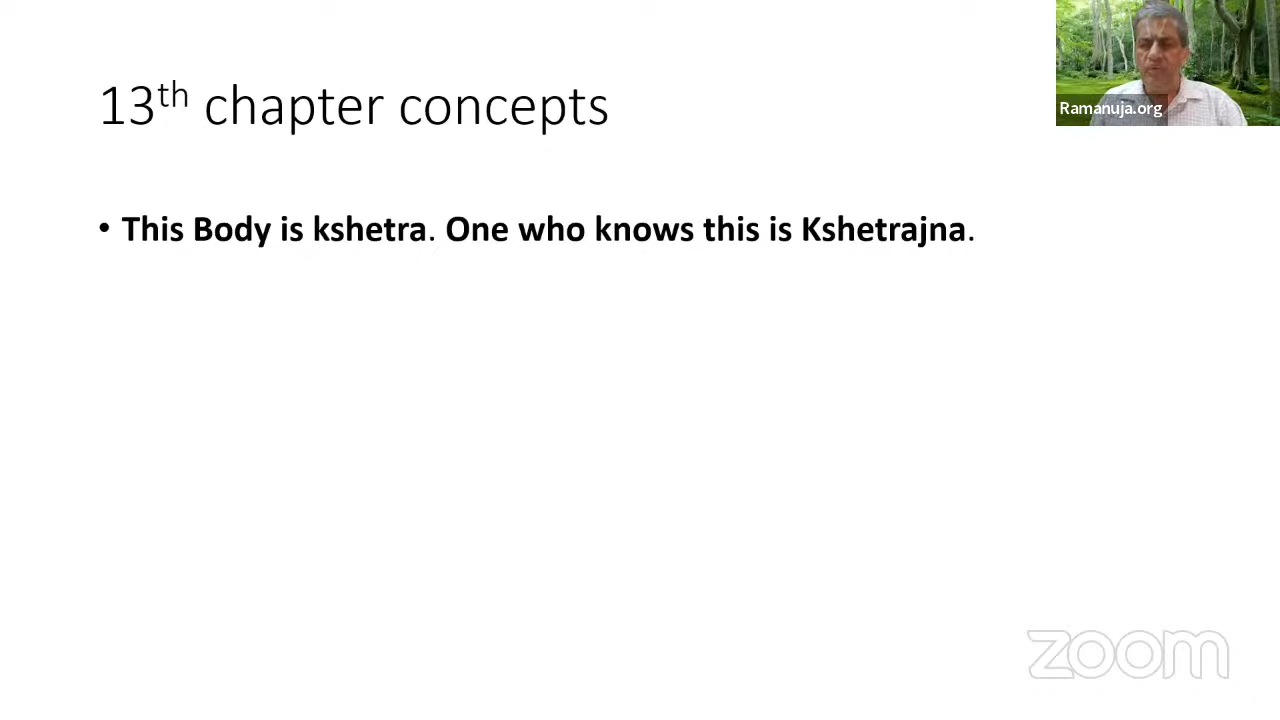 13th chapter concepts
Ramanuja.org
• This Body is kshetra. One who knows this is Kshetrajna.
zoom